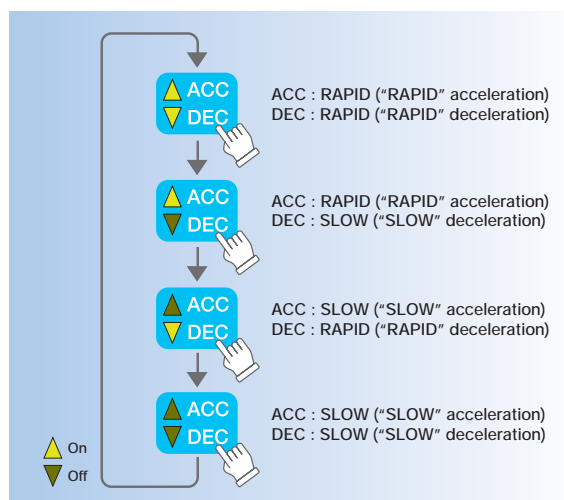 ACC
DEC
ACC : RAPID (“RAPID” acceleration)
DEC : RAPID (“RAPID” deceleration)
ACC
DEC
ACC : RAPID (“RAPID” acceleration)
DEC : SLOW (“SLOW” deceleration)
ACC
DEC
ACC : SLOW (“SLOW” acceleration)
DEC : RAPID (“RAPID” deceleration)
ACC
DEC
ACC : SLOW (“SLOW” acceleration)
DEC : SLOW (“SLOW” deceleration)
On
Off